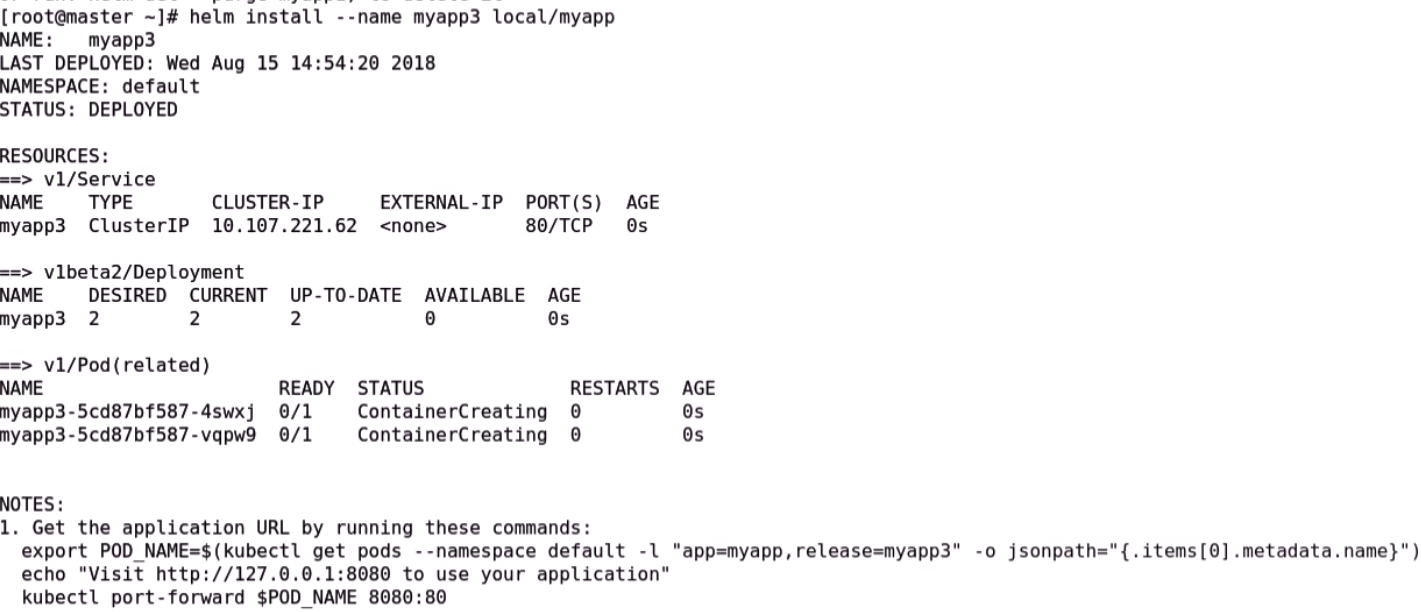 [root@master ~]# helm install --name myapp3 local/myapp
NAME:   myapp3
LAST DEPLOYED: Wed Aug 15 14:54:20 2018
NAMESPACE: default
STATUS: DEPLOYED

RESOURCES:
==> v1/Service
NAME    TYPE       CLUSTER-IP     EXTERNAL-IP  PORT(S)  AGE
myapp3  ClusterIP  10.107.221.62  <none>       80/TCP   0s

==> v1beta2/Deployment
NAME    DESIRED  CURRENT  UP-TO-DATE  AVAILABLE  AGE
myapp3  2        2        2           0          0s

==> v1/Pod(related)
NAME                     READY  STATUS             RESTARTS  AGE
myapp3-5cd87bf587-4swxj  0/1    ContainerCreating  0         0s
myapp3-5cd87bf587-vqpw9  0/1    ContainerCreating  0         0s

NOTES:
1. Get the application URL by running these commands:
  export POD_NAME=$(kubectl get pods --namespace default -l "app=myapp,release=myapp3" -o jsonpath="{.items[0].metadata.name}")
  echo "Visit http://127.0.0.1:8080 to use your application"
  kubectl port-forward $POD_NAME 8080:80